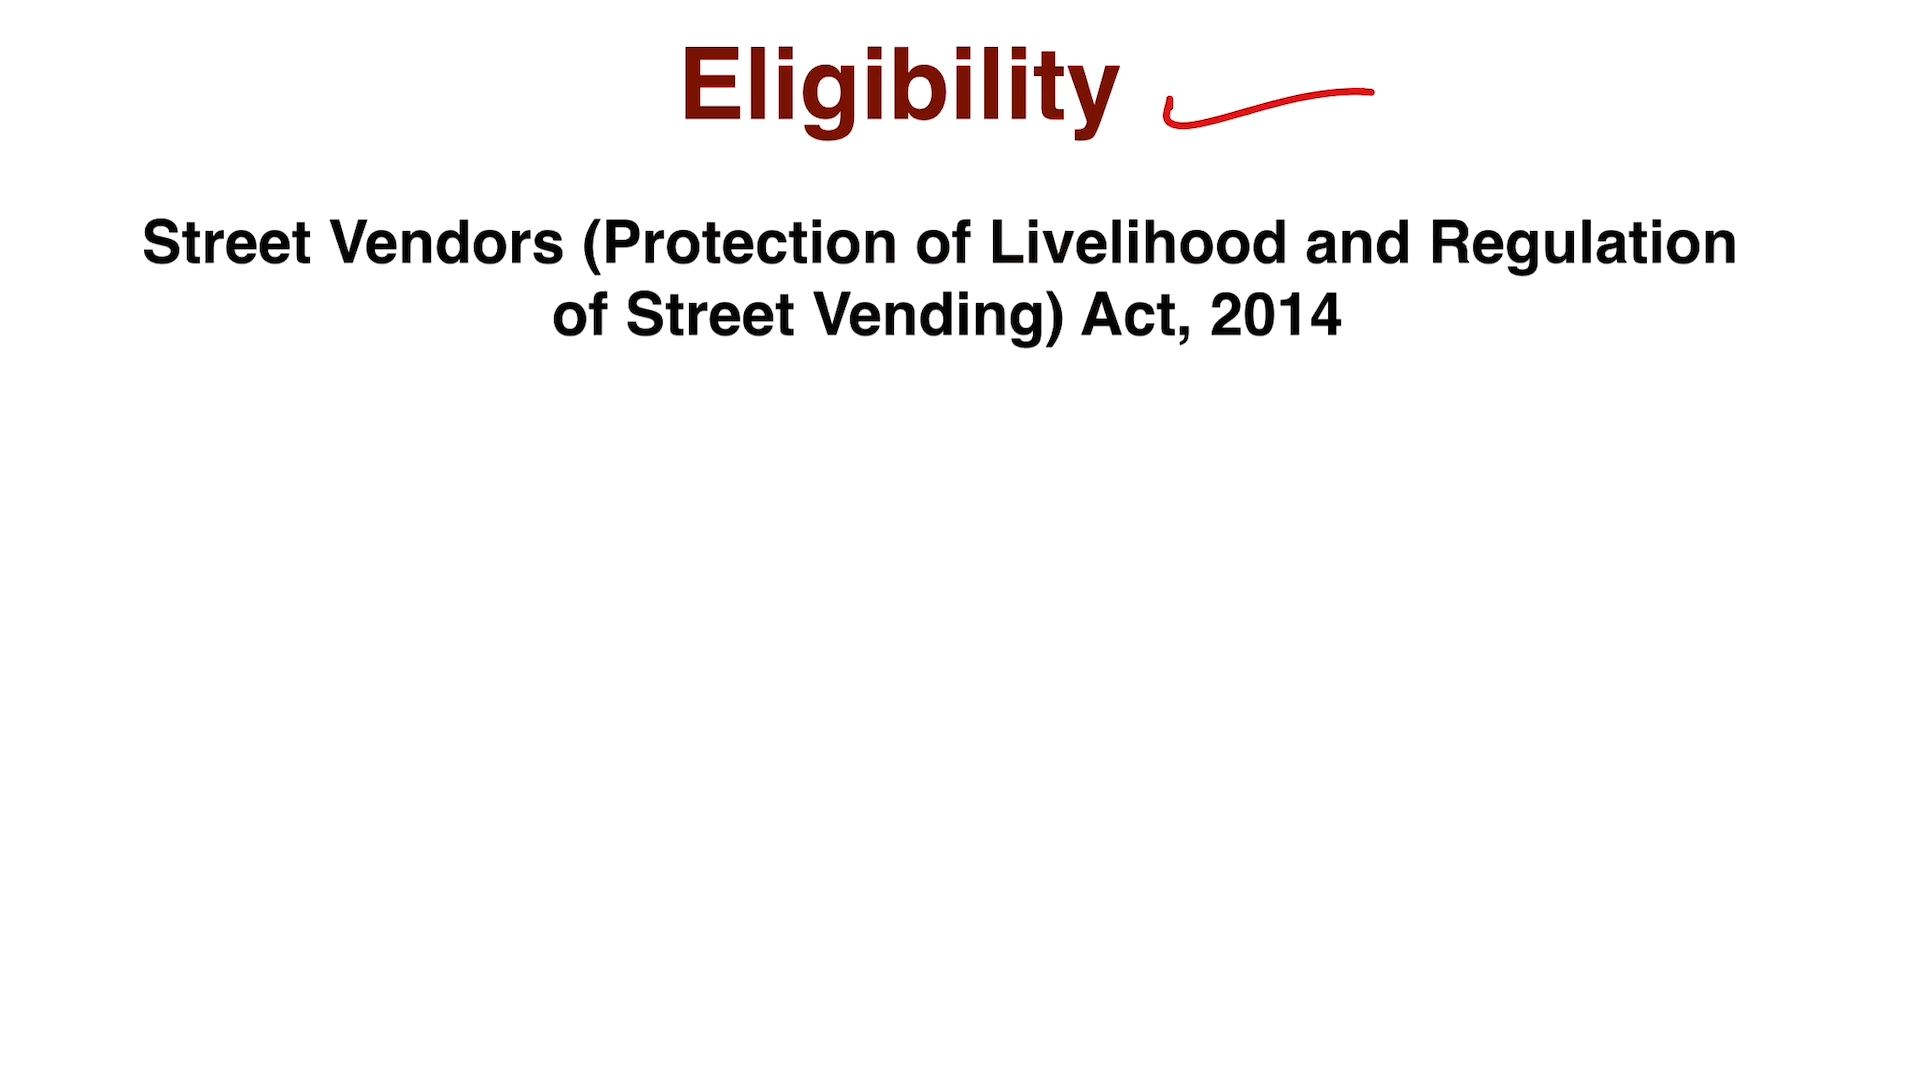 Eligibility
Street Vendors (Protection of Livelihood and Regulation
of Street Vending) Act, 2014